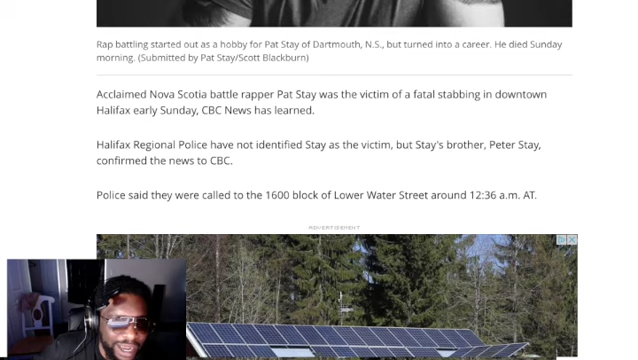 Rap battling started out as a hobby for Pat Stay of Dartmouth, N.S., but turned into a career. He died Sunday
morning. (Submitted by Pat Stay/Scott Blackburn)
Acclaimed Nova Scotia battle rapper Pat Stay was the victim of a fatal stabbing in downtown
Halifax early Sunday, CBC News has learned.
Halifax Regional Police have not identified Stay as the victim, but Stay's brother, Peter Stay,
confirmed the news to CBC.
Police said they were called to the 1600 block of Lower Water Street around 12:36 a.m. AT.
ADVERTISEMENT